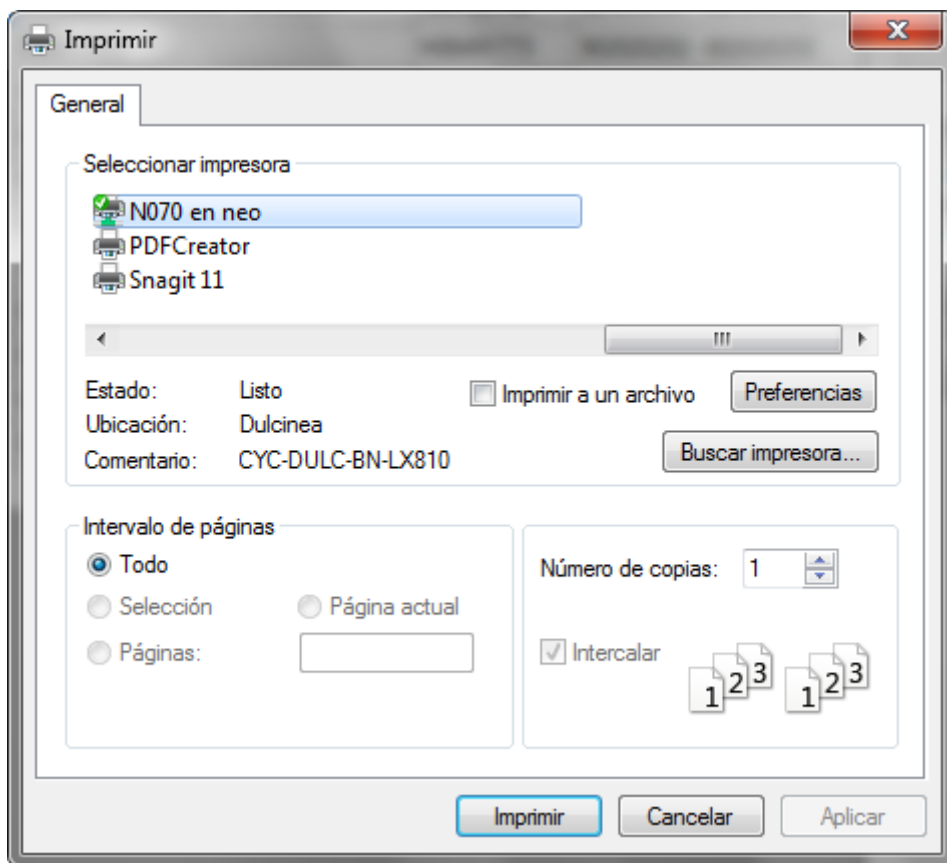 Imprimir
General
Seleccionar impresora
N070 en neo
PDFCreator
Snagit 11
Estado: Listo
Imprimir a un archivo
Preferencias
Ubicación: Dulcinea
Comentario: CYC-DULC-BN-LX810
Buscar impresora...
Intervalo de páginas
Todo
Selección
Página actual
Páginas:
Número de copias: 1
Intercalar
1 2 3 1 2 3
Imprimir
Cancelar
Aplicar